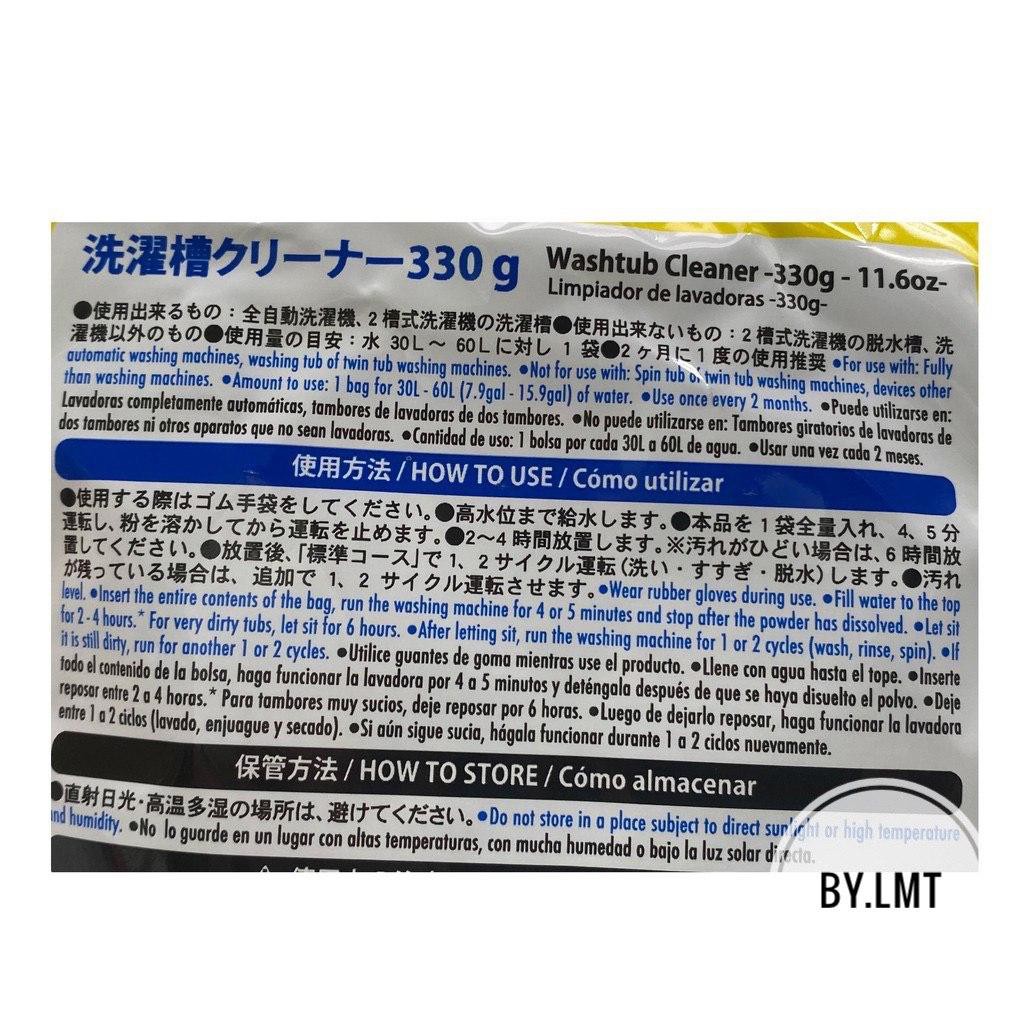 洗濯槽クリーナー330 g
Washtub Cleaner -330g - 11.6oz-
Limpiador de lavadoras -330g-
●使用出来るもの：全自動洗濯機、2槽式洗濯機の洗濯槽●使用出来ないもの：2槽式洗濯機の脱水槽、洗
濯機以外のもの●使用量の目安：水 30L～ 60Lに対し 1 袋●2ヶ月に1度の使用推奨 ●For use with: Fully
automatic washing machines, washing tub of twin tub washing machines. ●Not for use with: Spin tub of twin tub washing machines, devices other
than washing machines. ●Amount to use: 1 bag for 30L - 60L (7.9gal - 15.9gal) of water. ●Use once every 2 months. ●Puede utilizarse en:
Lavadoras completamente automáticas, tambores de lavadoras de dos tambores. ●No puede utilizarse en: Tambores giratorios de lavadoras de
dos tambores ni otros aparatos que no sean lavadoras. ●Cantidad de uso: 1 bolsa por cada 30L a 60L de agua. ●Usar una vez cada 2 meses.
使用方法 / HOW TO USE / Cómo utilizar
●使用する際はゴム手袋をしてください。●高水位まで給水します。●本品を1袋全量入れ、4、5分
運転し、粉を溶かしてから運転を止めます。●2～4時間放置します。※汚れがひどい場合は、6時間放
置してください。●放置後、「標準コース」で1、2サイクル運転（洗い・すすぎ・脱水）します。●汚れ
が残っている場合は、追加で 1、2 サイクル運転させます。●Wear rubber gloves during use. ●Fill water to the top
level. ●Insert the entire contents of the bag, run the washing machine for 4 or 5 minutes and stop after the powder has dissolved. ●Let sit
for 2 - 4 hours.* For very dirty tubs, let sit for 6 hours. ●After letting sit, run the washing machine for 1 or 2 cycles (wash, rinse, spin). ●If
it is still dirty, run for another 1 or 2 cycles. ●Utilice guantes de goma mientras use el producto. ●Llene con agua hasta el tope. ●Inserte
todo el contenido de la bolsa, haga funcionar la lavadora por 4 a 5 minutos y deténgala después de que se haya disuelto el polvo. ●Deje
reposar entre 2 a 4 horas.* Para tambores muy sucios, deje reposar por 6 horas. ●Luego de dejarlo reposar, haga funcionar la lavadora
entre 1 a 2 ciclos (lavado, enjuague y secado). ●Si aún sigue sucia, hágala funcionar durante 1 a 2 ciclos nuevamente.
保管方法 / HOW TO STORE / Cómo almacenar
●直射日光・高温多湿の場所は、避けてください。●Do not store in a place subject to direct sunlight or high temperature
nd humidity. ●No lo guarde en un lugar con altas temperaturas, con mucha humedad o bajo la luz solar directa.
BY.LMT